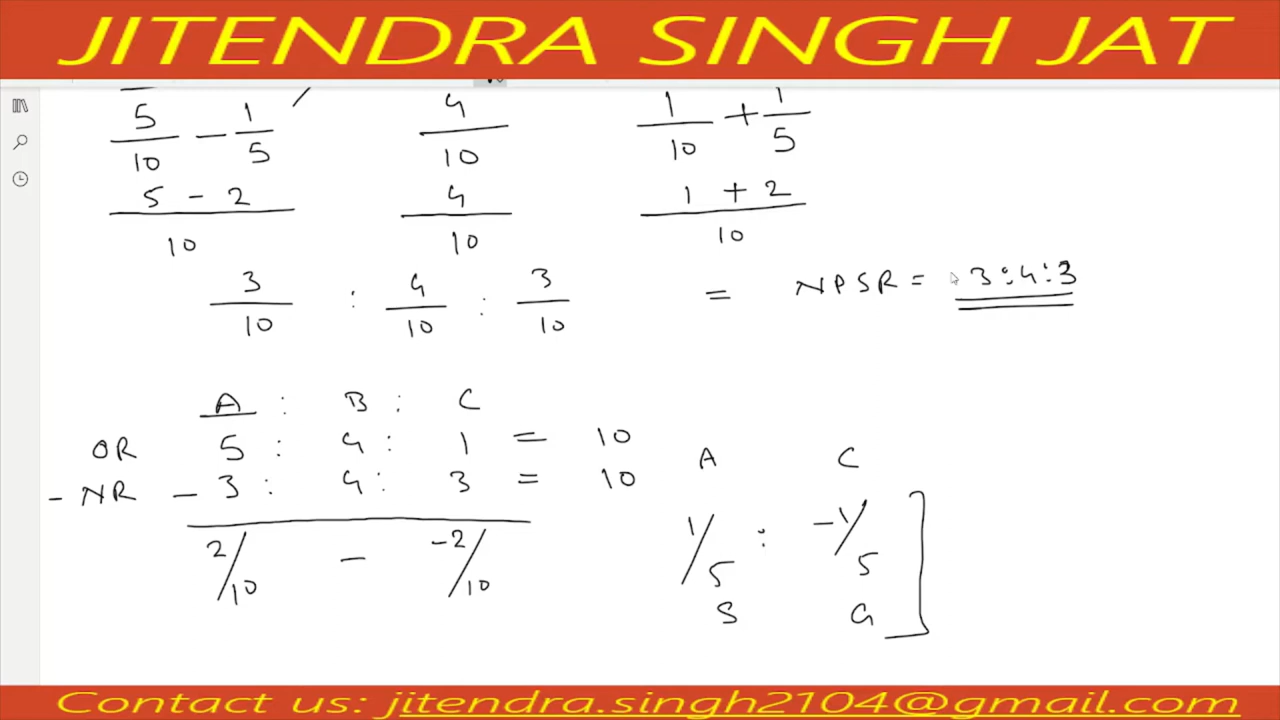 JITENDRA SINGH JAT
5/10 - 1/5 4/10 1/10 + 1/5
5 - 2/10 4/10 1 + 2/10
3/10 : 4/10 : 3/10 = NPSR = 3:4:3
A : B : C
OR 5 : 4 : 1 = 10
- NR - 3 : 4 : 3 = 10
2/10 - -2/10
A C
1/5 : -1/5
S G
Contact us: jitendra.singh2104@gmail.com